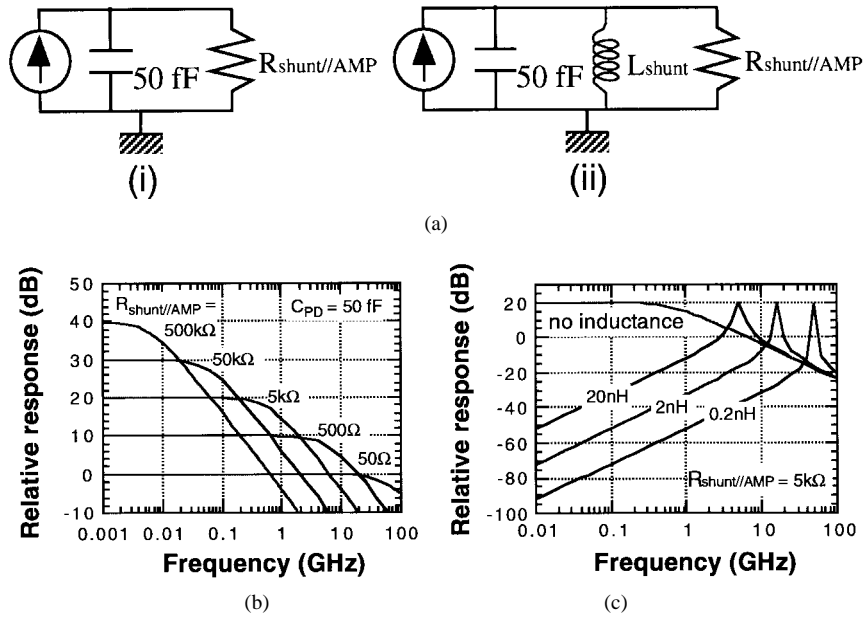 50 fF
Rshunt//AMP
(i)
50 fF
Lshunt
Rshunt//AMP
(ii)
(a)
Relative response (dB)
50
40
30
20
10
0
-10
Rshunt//AMP =
CPD = 50 fF
500kΩ
50kΩ
5kΩ
500Ω
50Ω
0.001
0.01
0.1
1
10
100
Frequency (GHz)
(b)
Relative response (dB)
20
0
-20
-40
-60
-80
-100
no inductance
20nH
2nH
0.2nH
Rshunt//AMP = 5kΩ
0.01
0.1
1
10
100
Frequency (GHz)
(c)